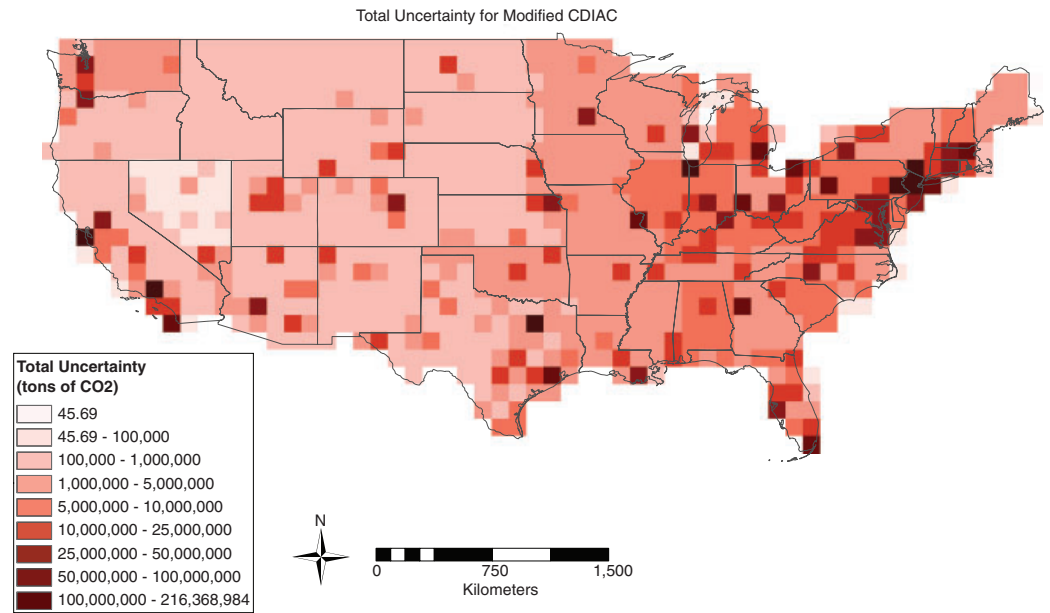 Total Uncertainty for Modified CDIAC
Total Uncertainty
(tons of CO2)
45.69
45.69 - 100,000
100,000 - 1,000,000
1,000,000 - 5,000,000
5,000,000 - 10,000,000
10,000,000 - 25,000,000
25,000,000 - 50,000,000
50,000,000 - 100,000,000
100,000,000 - 216,368,984
N
0 750 1,500
Kilometers